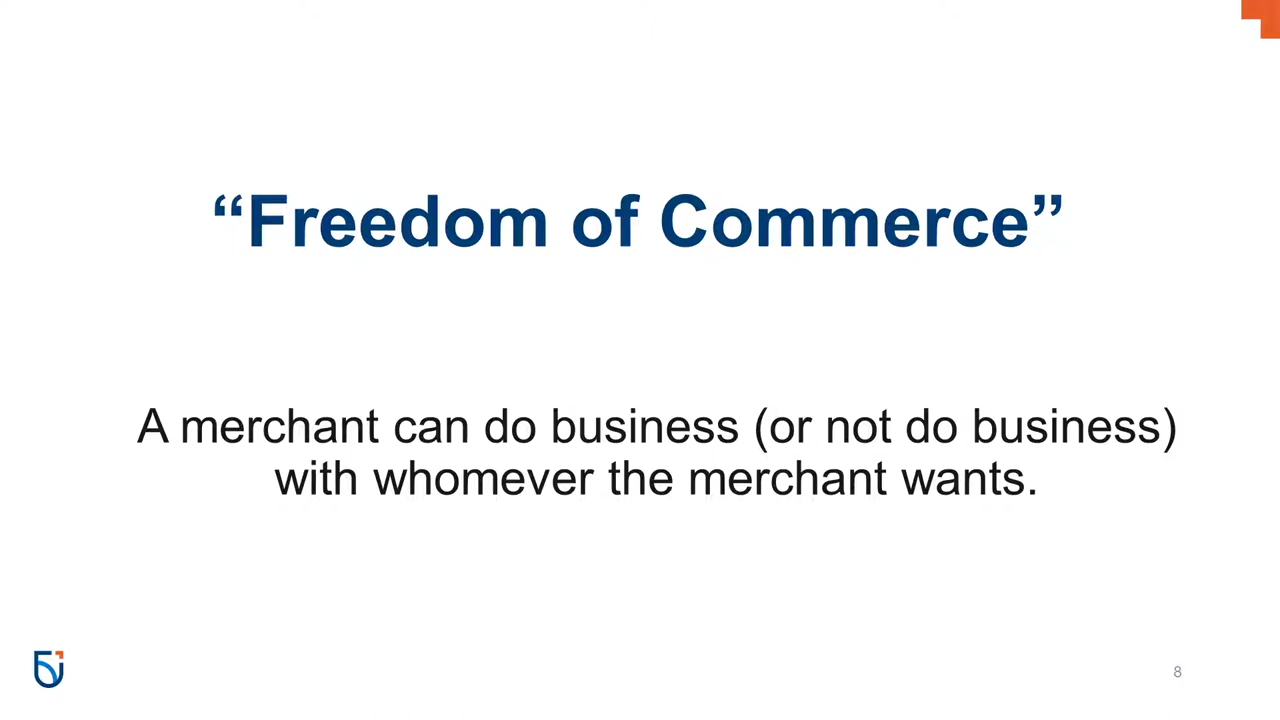 “Freedom of Commerce”
A merchant can do business (or not do business)
with whomever the merchant wants.
8